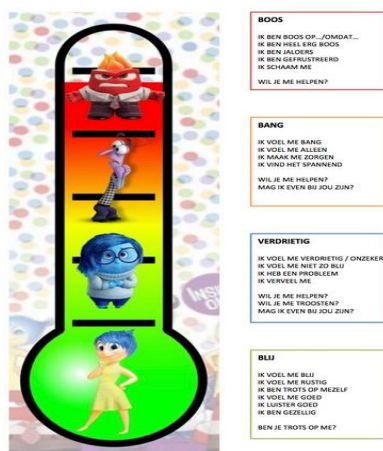 BOOS
IK BEN BOOS OP.../OMDAT...
IK BEN HEEL ERG BOOS
IK BEN JALOERS
IK BEN GEFRUSTREERD
IK SCHAAM ME
WIL JE ME HELPEN?
BANG
IK VOEL ME BANG
IK VOEL ME ALLEEN
IK MAAK ME ZORGEN
IK VIND HET SPANNEND
WIL JE ME HELPEN?
MAG IK EVEN BIJ JOU ZIJN?
VERDRIETIG
IK VOEL ME VERDRIETIG / ONZEKER
IK VOEL ME NIET ZO BLIJ
IK HEB EEN PROBLEEM
IK VERVEEL ME
WIL JE ME HELPEN?
WIL JE ME TROOSTEN?
MAG IK EVEN BIJ JOU ZIJN?
BLIJ
IK VOEL ME BLIJ
IK VOEL ME RUSTIG
IK BEN TROTS OP MEZELF
IK VOEL ME GOED
IK LUISTER GOED
IK BEN GEZELLIG
BEN JE TROTS OP ME?